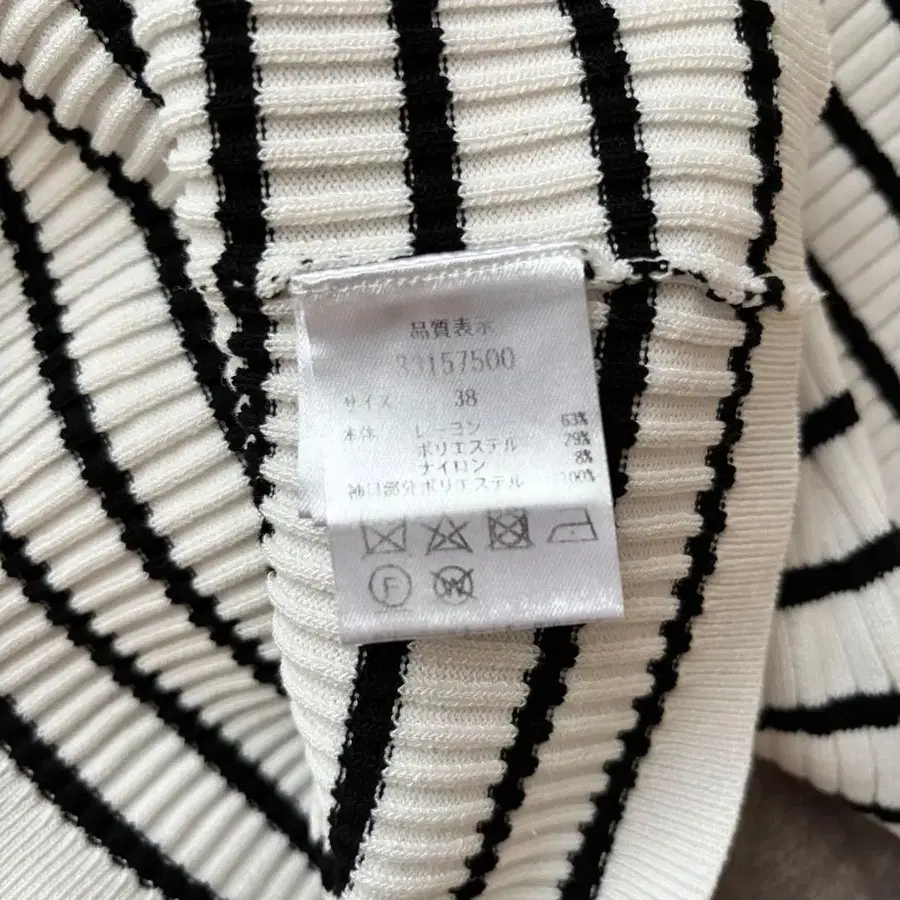 品質表示
33157500
サイズ 38
本体 レーヨン 63%
ポリエステル 29%
ナイロン 8%
袖口部分ポリエステル 100%
F
W